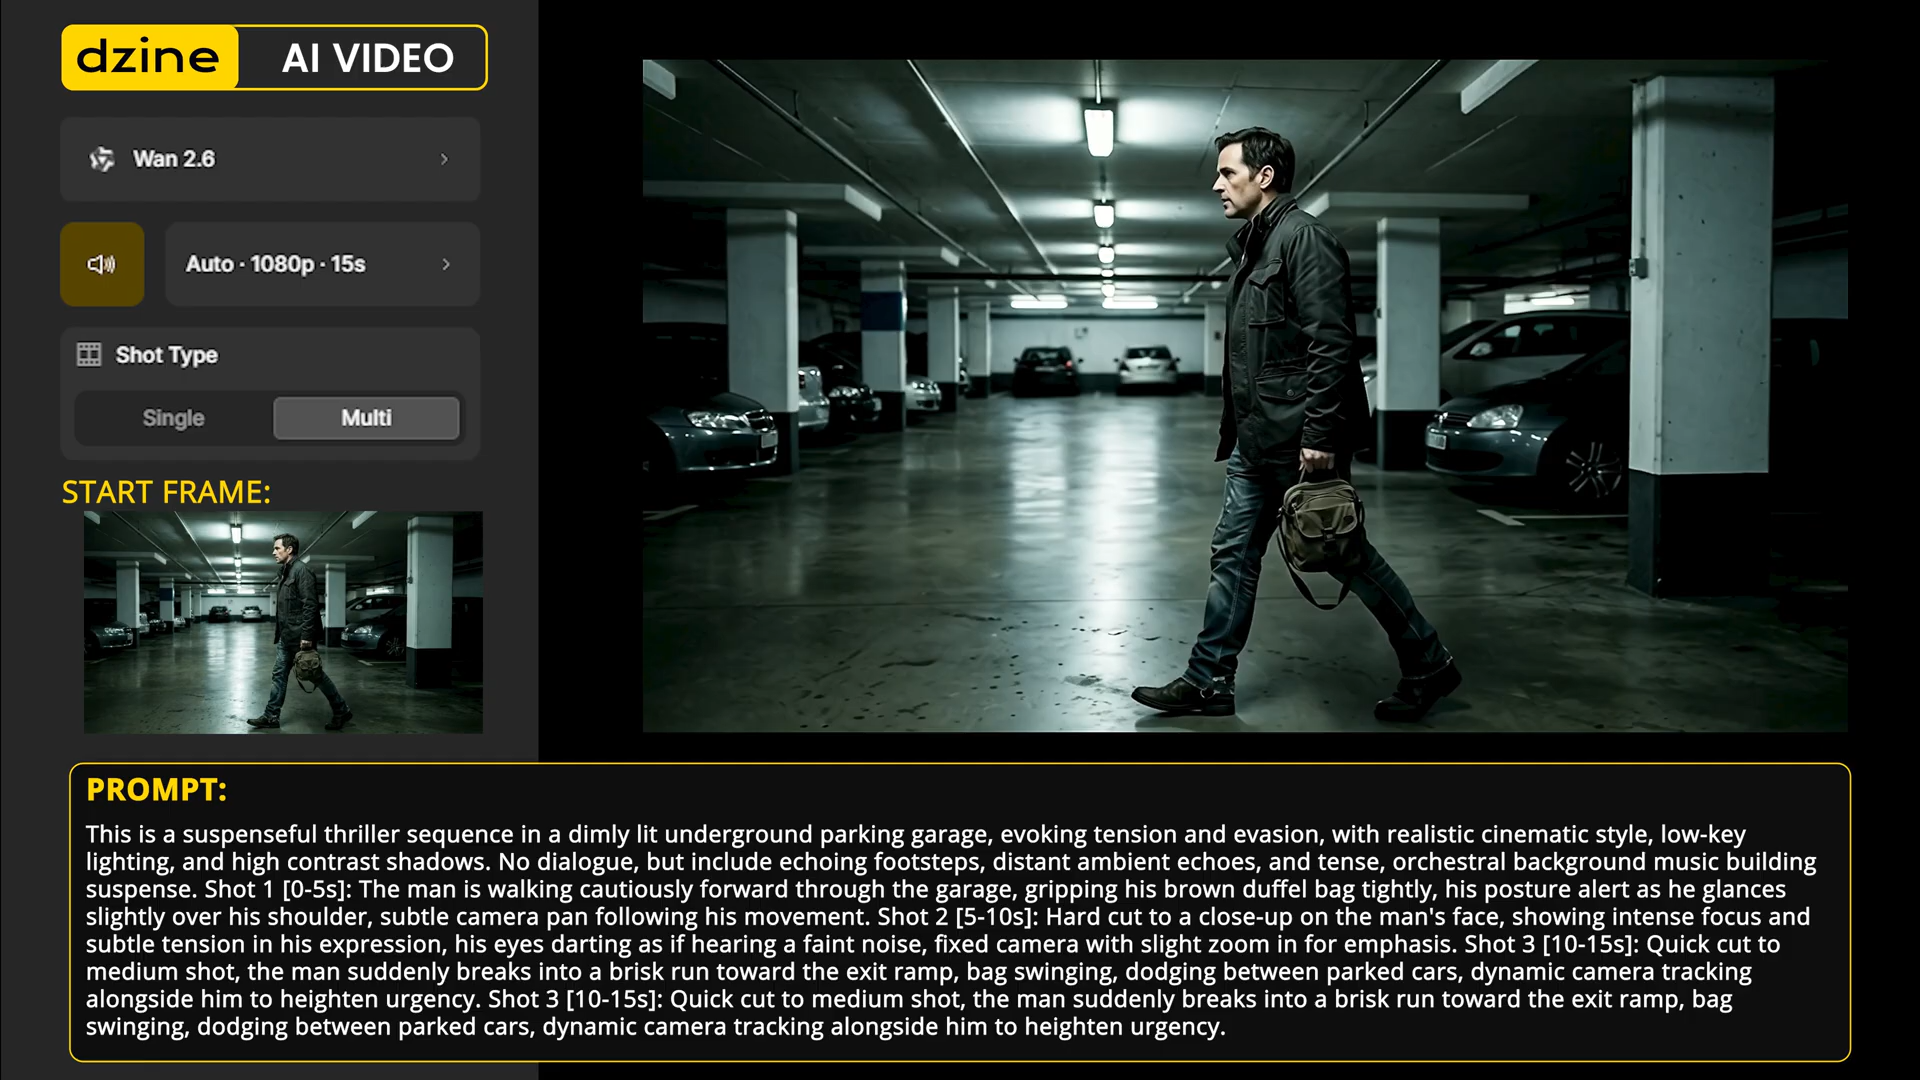 dzine AI VIDEO
Wan 2.6
Auto · 1080p · 15s
Shot Type
Single Multi
START FRAME:
PROMPT:
This is a suspenseful thriller sequence in a dimly lit underground parking garage, evoking tension and evasion, with realistic cinematic style, low-key
lighting, and high contrast shadows. No dialogue, but include echoing footsteps, distant ambient echoes, and tense, orchestral background music building
suspense. Shot 1 [0-5s]: The man is walking cautiously forward through the garage, gripping his brown duffel bag tightly, his posture alert as he glances
slightly over his shoulder, subtle camera pan following his movement. Shot 2 [5-10s]: Hard cut to a close-up on the man's face, showing intense focus and
subtle tension in his expression, his eyes darting as if hearing a faint noise, fixed camera with slight zoom in for emphasis. Shot 3 [10-15s]: Quick cut to
medium shot, the man suddenly breaks into a brisk run toward the exit ramp, bag swinging, dodging between parked cars, dynamic camera tracking
alongside him to heighten urgency. Shot 3 [10-15s]: Quick cut to medium shot, the man suddenly breaks into a brisk run toward the exit ramp, bag
swinging, dodging between parked cars, dynamic camera tracking alongside him to heighten urgency.